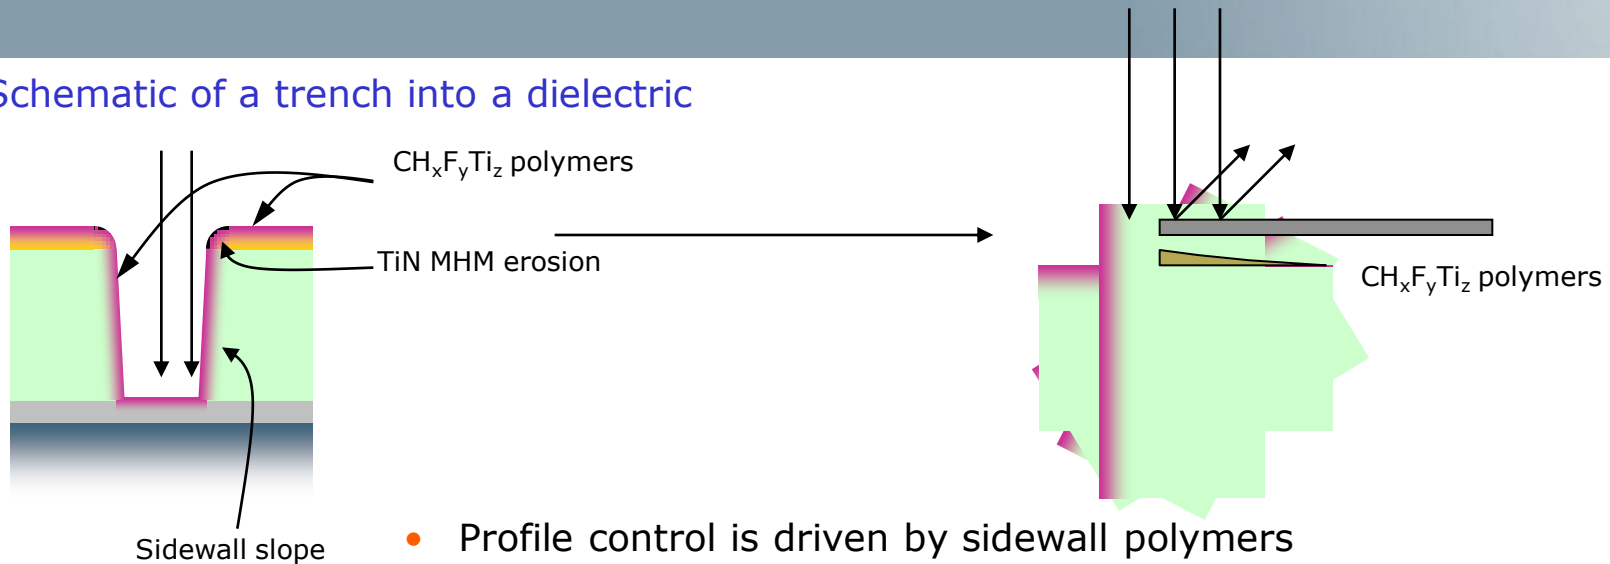 Schematic of a trench into a dielectric
CHxFyTiz polymers
TiN MHM erosion
CHxFyTiz polymers
Sidewall slope
• Profile control is driven by sidewall polymers